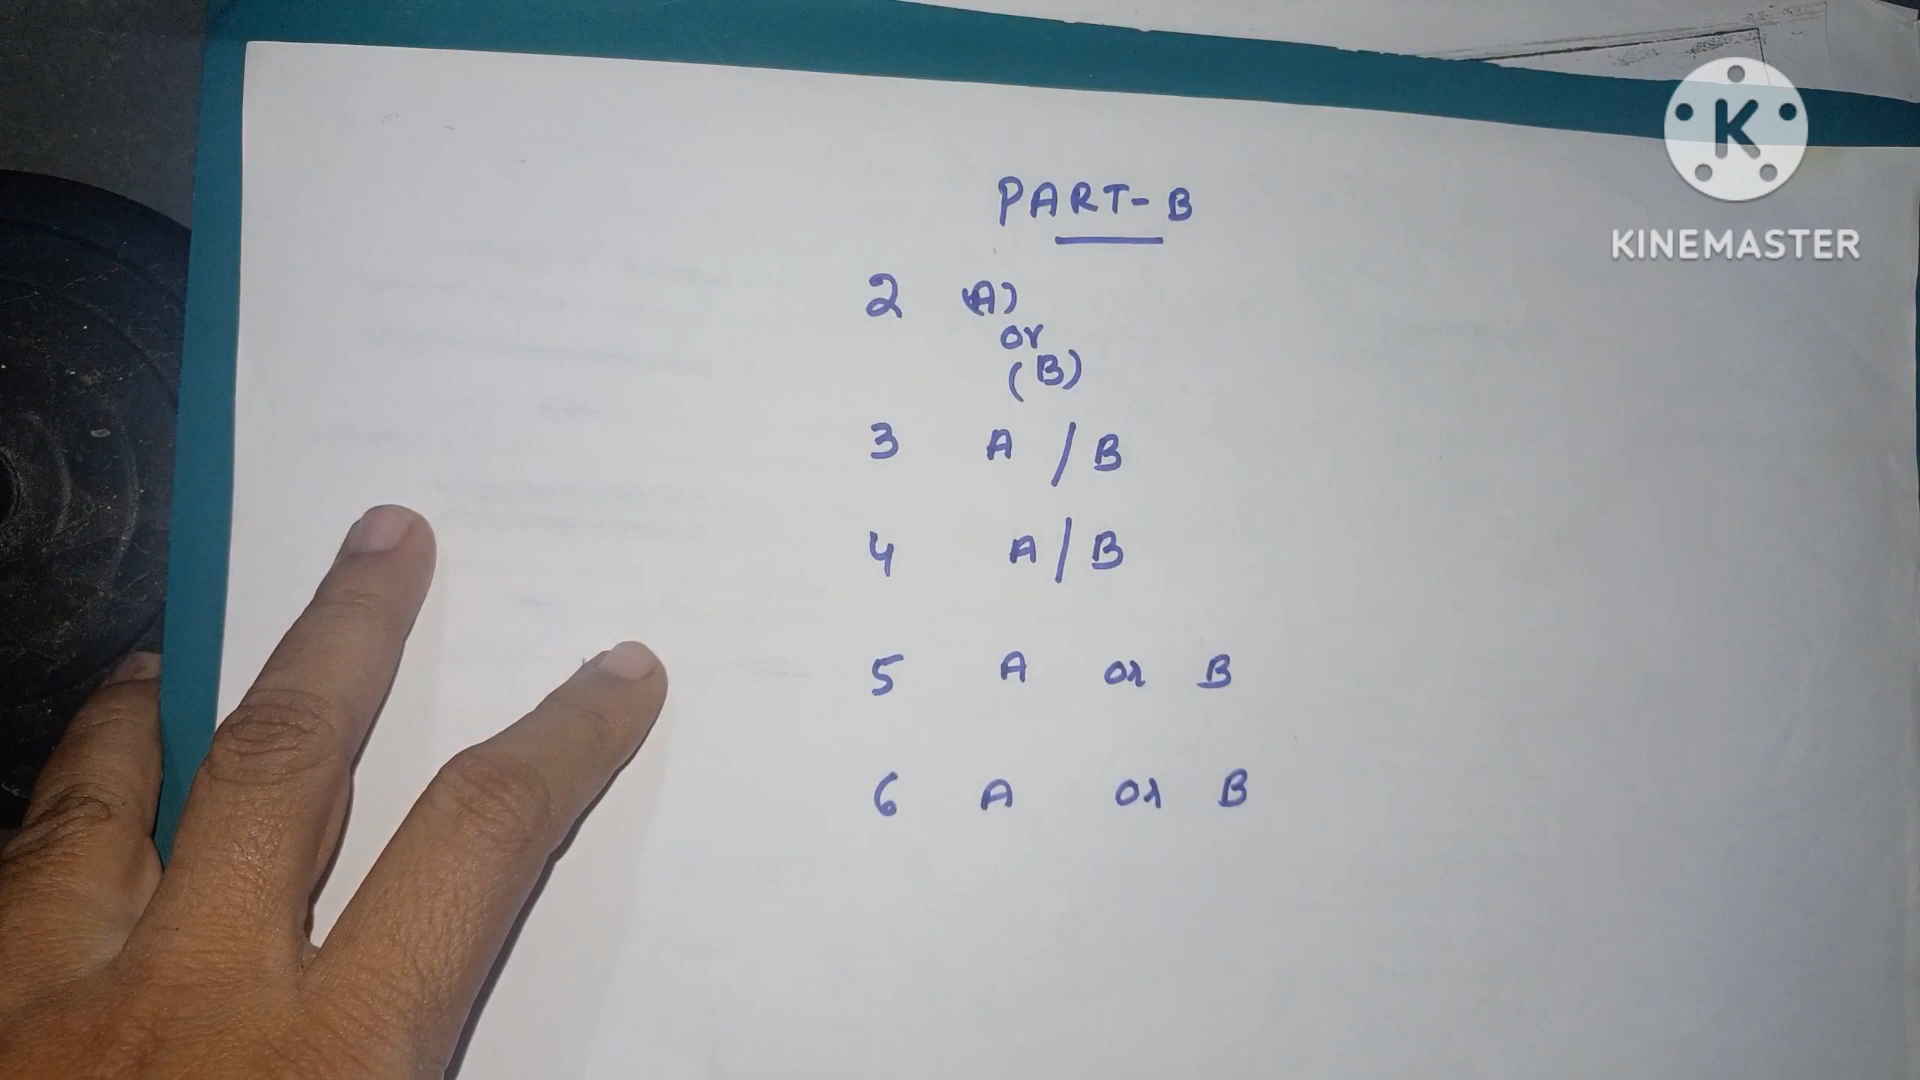 PART-B
2 (A)
or
(B)
3 A / B
4 A / B
5 A or B
6 A or B
K
KINEMASTER